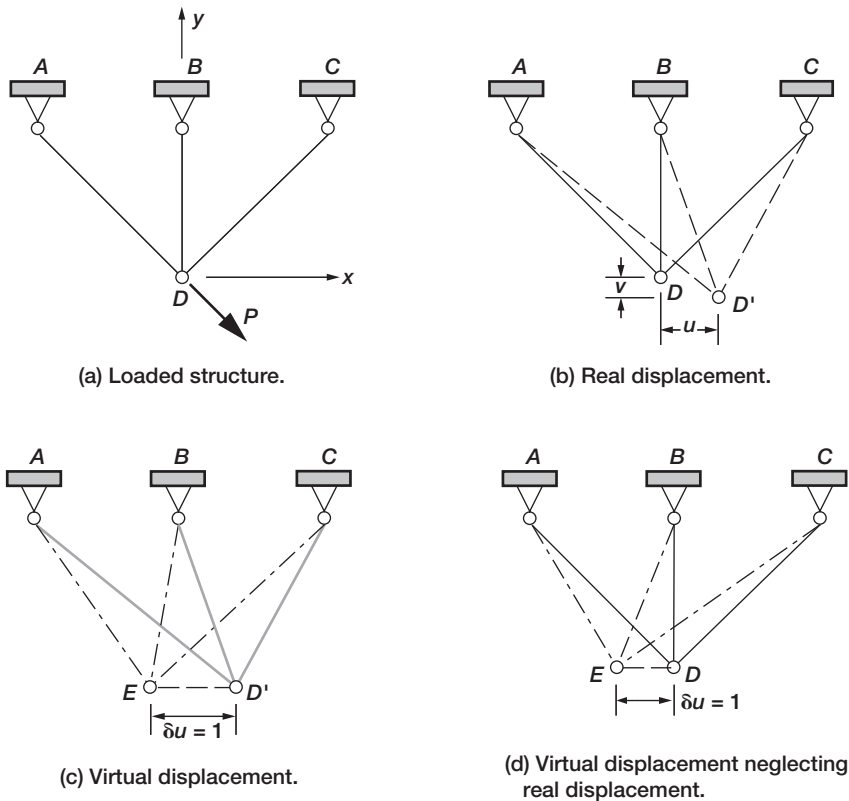 y
A B C
x
D
P
(a) Loaded structure.
A B C
v
D
D'
u
(b) Real displacement.
A B C
E D'
δu = 1
(c) Virtual displacement.
A B C
E D
δu = 1
(d) Virtual displacement neglecting
real displacement.